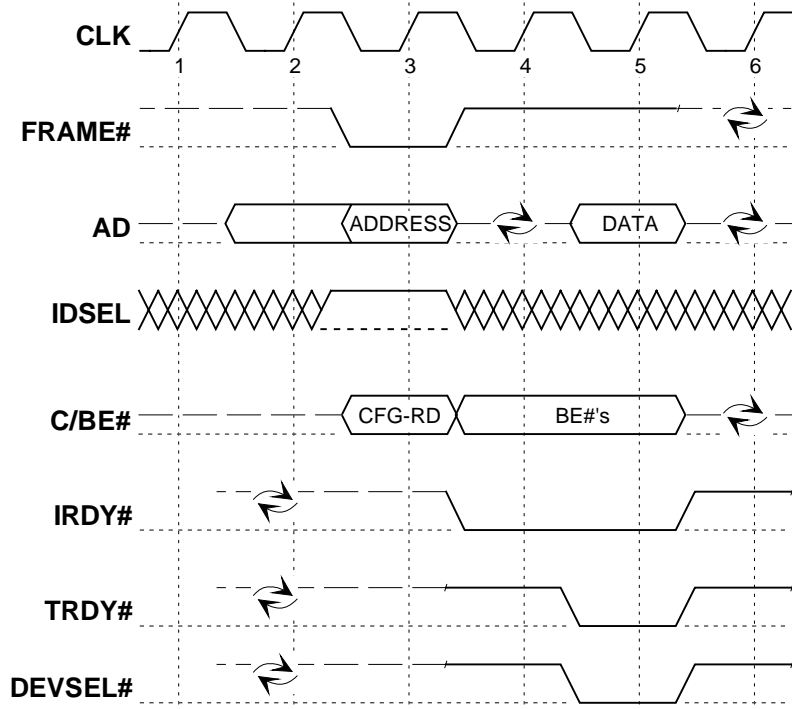 CLK
1 2 3 4 5 6
FRAME#
AD ADDRESS DATA
IDSEL
C/BE# CFG-RD BE#'s
IRDY#
TRDY#
DEVSEL#